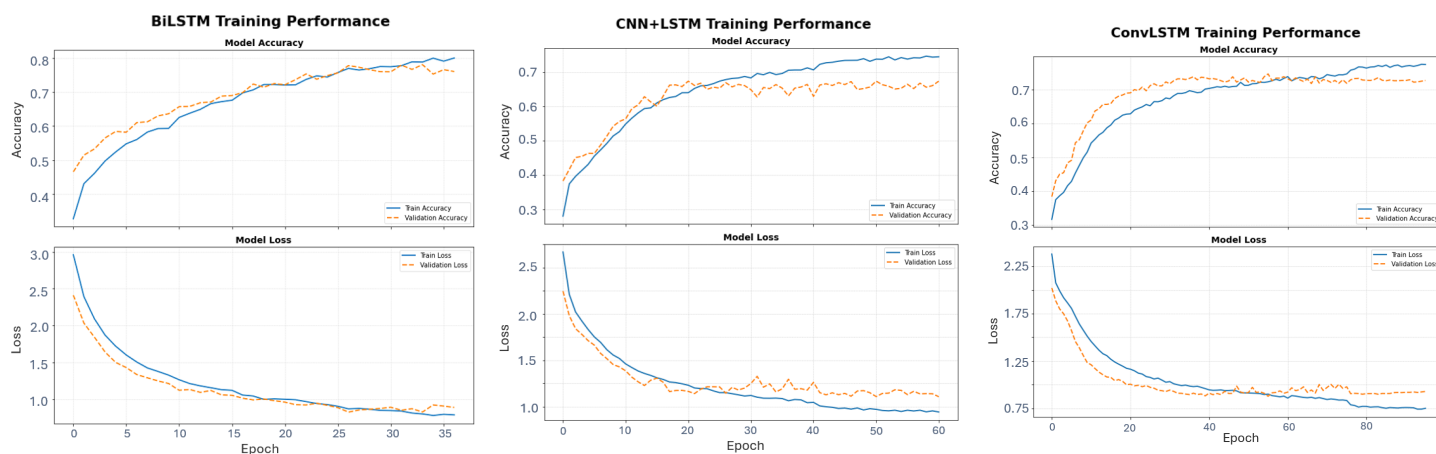 BiLSTM Training Performance
Model Accuracy
0.8
0.7
0.6
0.5
0.4
Accuracy
Train Accuracy
Validation Accuracy
Model Loss
3.0
2.5
2.0
1.5
1.0
Loss
Train Loss
Validation Loss
0 5 10 15 20 25 30 35
Epoch
CNN+LSTM Training Performance
Model Accuracy
0.7
0.6
0.5
0.4
0.3
Accuracy
Train Accuracy
Validation Accuracy
Model Loss
2.5
2.0
1.5
1.0
Loss
Train Loss
Validation Loss
0 10 20 30 40 50 60
Epoch
ConvLSTM Training Performance
Model Accuracy
0.7
0.6
0.5
0.4
0.3
Accuracy
Train Accuracy
Validation Accuracy
Model Loss
2.25
1.75
1.25
0.75
Loss
Train Loss
Validation Loss
0 20 40 60 80
Epoch